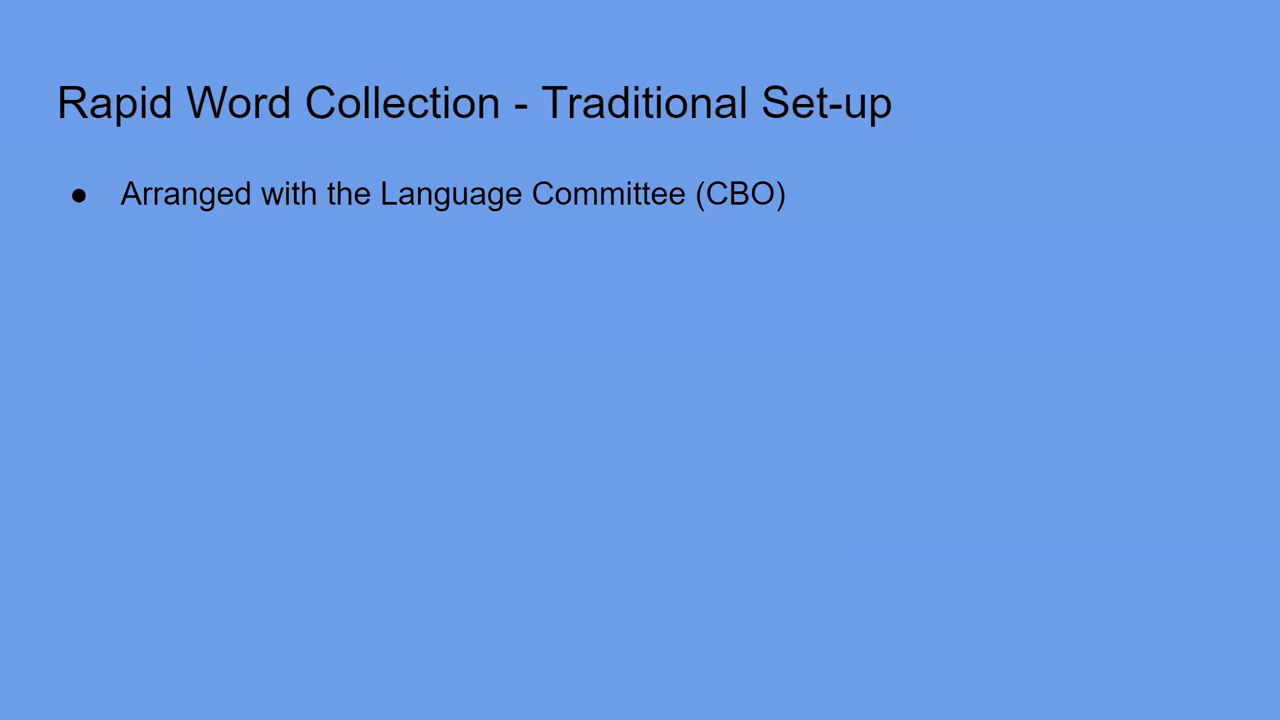 Rapid Word Collection - Traditional Set-up
● Arranged with the Language Committee (CBO)